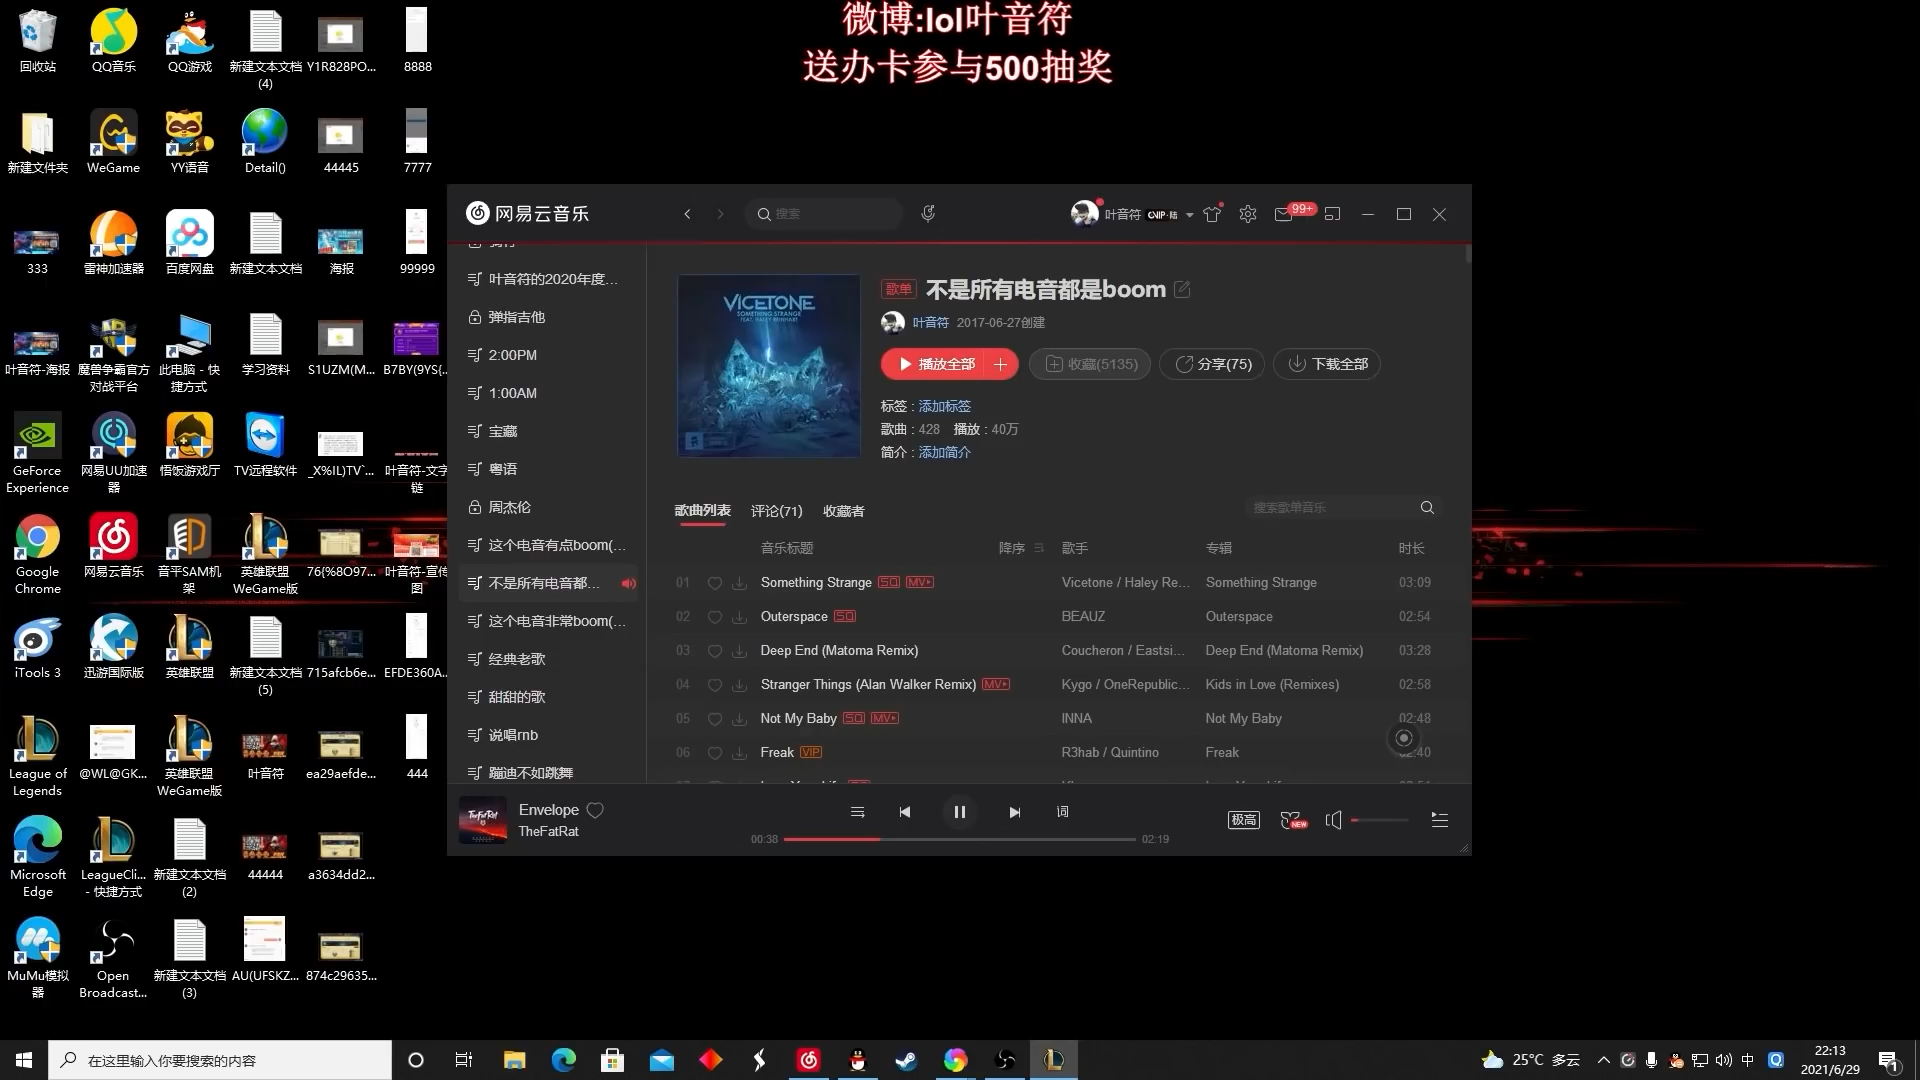 微博:lol叶音符
送办卡参与500抽奖
回收站
QQ音乐
QQ游戏
新建文本文档
(4)
Y1R828PO...
8888
新建文件夹
WeGame
YY语音
Detail()
44445
7777
333
雷神加速器
百度网盘
新建文本文档
海报
99999
叶音符-海报
魔兽争霸官方
对战平台
此电脑 - 快
捷方式
学习资料
S1UZM(M...
B7BY(9YS{...
GeForce
Experience
网易UU加速
器
悟饭游戏厅
TV远程软件
_X%IL)TV`...
叶音符-文字
链
Google
Chrome
网易云音乐
音平SAM机
架
英雄联盟
WeGame版
76(%8O97...
叶音符-宣传
图
iTools 3
迅游国际版
英雄联盟
新建文本文档
(5)
715afcb6e...
EFDE360A...
League of
Legends
@WL@GK...
英雄联盟
WeGame版
叶音符
ea29aefde...
444
Microsoft
Edge
LeagueCli...
- 快捷方式
新建文本文档
(2)
44444
a3634dd2...
MuMu模拟
器
Open
Broadcast...
新建文本文档
(3)
AU(UFSKZ...
874c29635...
网易云音乐
搜索
叶音符
99+
叶音符的2020年度...
弹指吉他
2:00PM
1:00AM
宝藏
粤语
周杰伦
这个电音有点boom(...
不是所有电音都...
这个电音非常boom(...
经典老歌
甜甜的歌
说唱rnb
蹦迪不如跳舞
VICETONE
SOMETHING STRANGE
FEAT. HALEY REINHART
歌单 不是所有电音都是boom
叶音符 2017-06-27创建
播放全部 收藏(5135) 分享(75) 下载全部
标签 : 添加标签
歌曲 : 428 播放 : 40万
简介 : 添加简介
歌曲列表 评论(71) 收藏者 搜索歌单音乐
音乐标题 降序 歌手 专辑 时长
01 Something Strange SQ MV Vicetone / Haley Re... Something Strange 03:09
02 Outerspace SQ BEAUZ Outerspace 02:54
03 Deep End (Matoma Remix) Coucheron / Eastsi... Deep End (Matoma Remix) 03:28
04 Stranger Things (Alan Walker Remix) MV Kygo / OneRepublic... Kids in Love (Remixes) 02:58
05 Not My Baby SQ MV INNA Not My Baby 02:48
06 Freak VIP R3hab / Quintino Freak 02:40
TheFatRat
Envelope
TheFatRat
词
00:38 02:19
极高 NEW
在这里输入你要搜索的内容
25°C 多云
中
22:13
2021/6/29
1